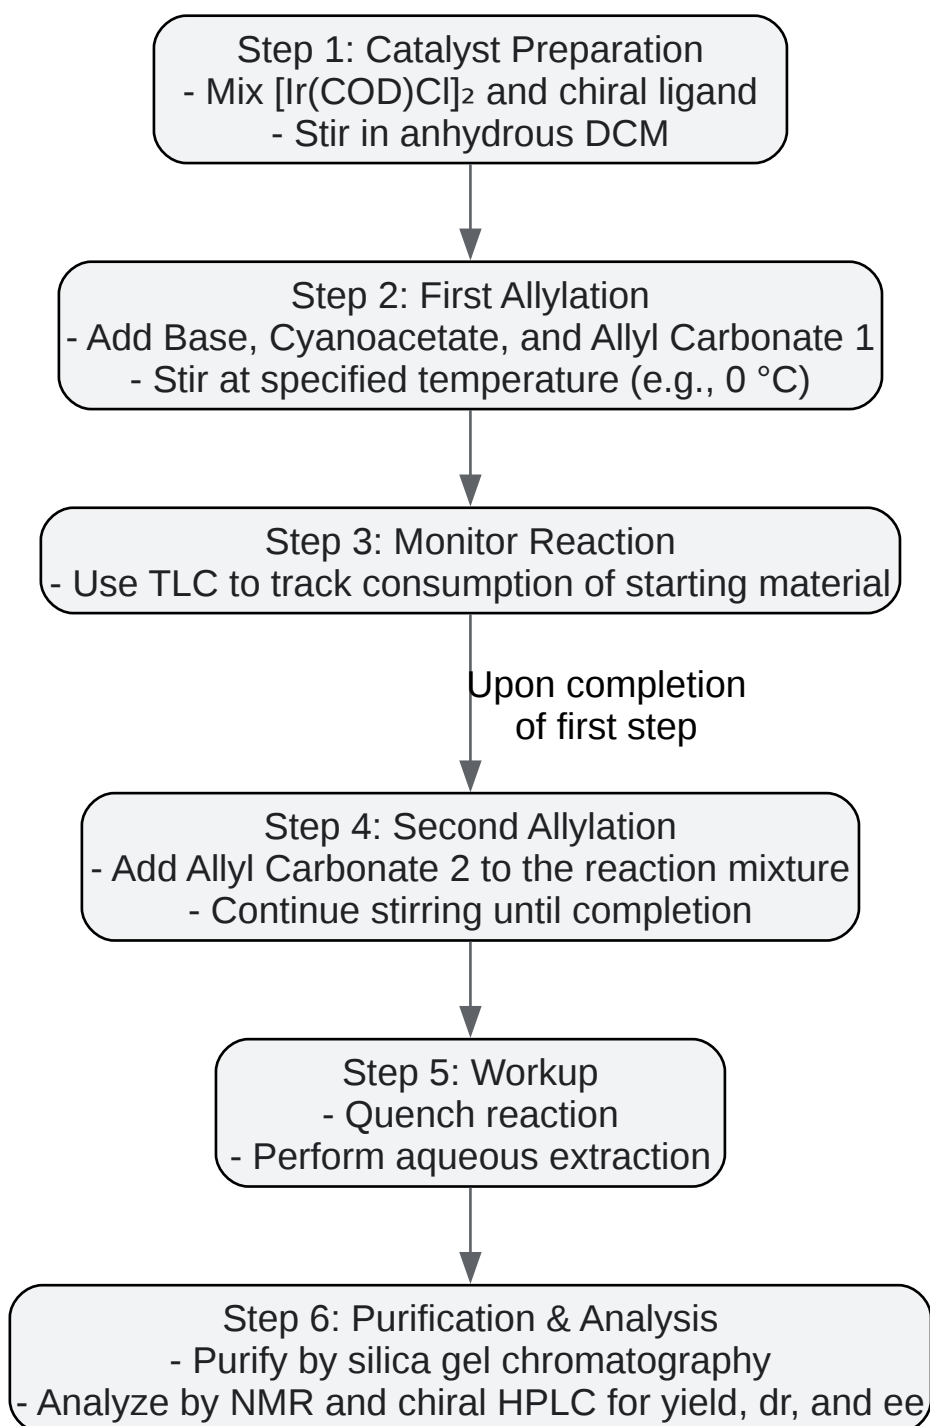 Step 1: Catalyst Preparation
- Mix [Ir(COD)Cl]₂ and chiral ligand
- Stir in anhydrous DCM
Step 2: First Allylation
- Add Base, Cyanoacetate, and Allyl Carbonate 1
- Stir at specified temperature (e.g., 0 °C)
Step 3: Monitor Reaction
- Use TLC to track consumption of starting material
Upon completion
of first step
Step 4: Second Allylation
- Add Allyl Carbonate 2 to the reaction mixture
- Continue stirring until completion
Step 5: Workup
- Quench reaction
- Perform aqueous extraction
Step 6: Purification & Analysis
- Purify by silica gel chromatography
- Analyze by NMR and chiral HPLC for yield, dr, and ee